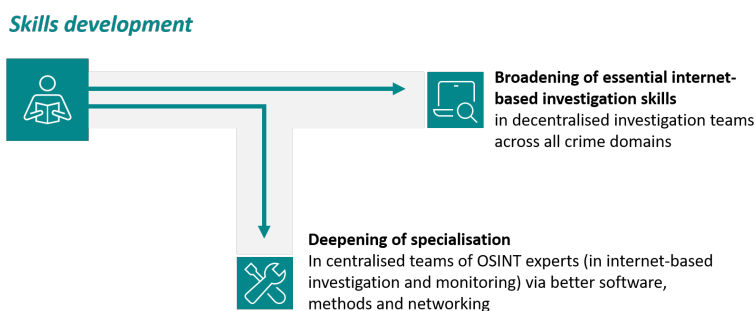 Skills development
Broadening of essential internet-
based investigation skills
in decentralised investigation teams
across all crime domains
Deepening of specialisation
In centralised teams of OSINT experts (in internet-based
investigation and monitoring) via better software,
methods and networking